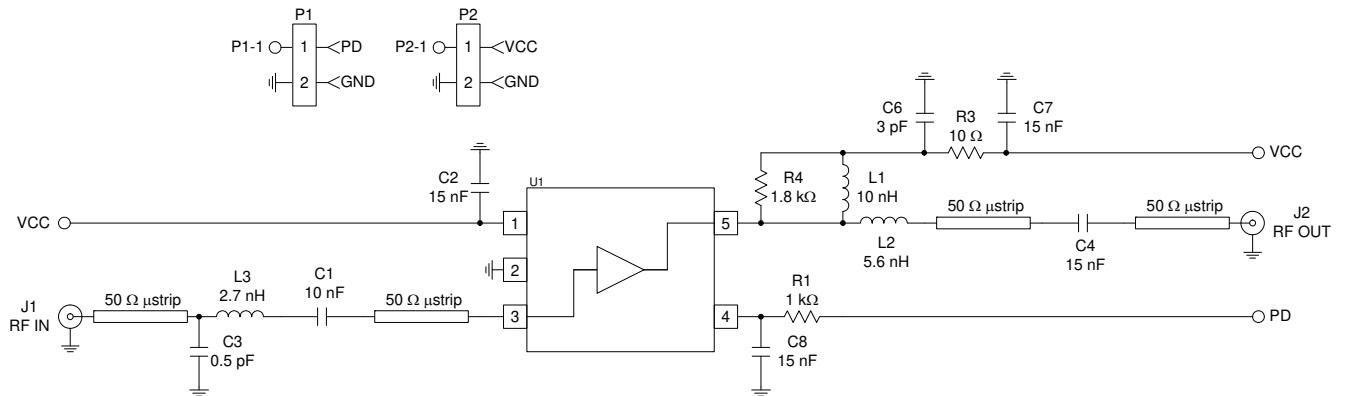 P1
P1-1
1
PD
2
GND
P2
P2-1
1
VCC
2
GND
C6
3 pF
R3
10 Ω
C7
15 nF
VCC
C2
15 nF
U1
R4
1.8 kΩ
L1
10 nH
VCC
1
5
50 Ω μstrip
50 Ω μstrip
J2
RF OUT
L2
5.6 nH
C4
15 nF
2
J1
RF IN
50 Ω μstrip
L3
2.7 nH
C1
10 nF
50 Ω μstrip
3
4
R1
1 kΩ
PD
C3
0.5 pF
C8
15 nF